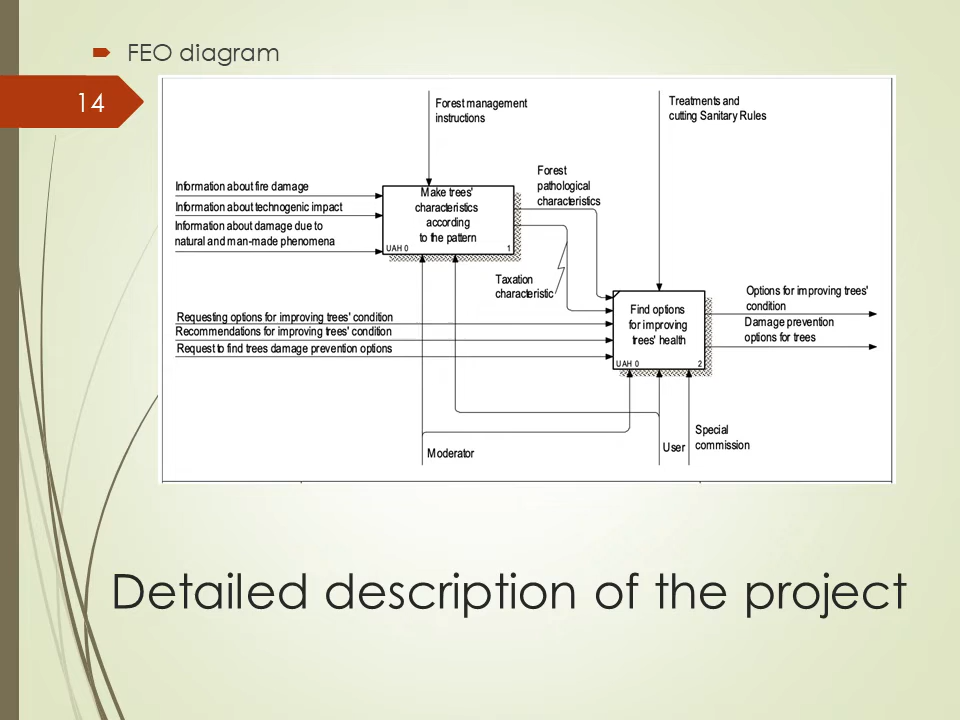 FEO diagram
14
Forest management
instructions
Treatments and
cutting Sanitary Rules
Forest
pathological
characteristics
Information about fire damage
Information about technogenic impact
Information about damage due to
natural and man-made phenomena
Make trees'
characteristics
according
to the pattern
UAH 0
1
Taxation
characteristic
Requesting options for improving trees' condition
Recommendations for improving trees' condition
Request to find trees damage prevention options
Find options
for improving
trees' health
UAH 0
2
Options for improving trees'
condition
Damage prevention
options for trees
Moderator
User
Special
commission
Detailed description of the project